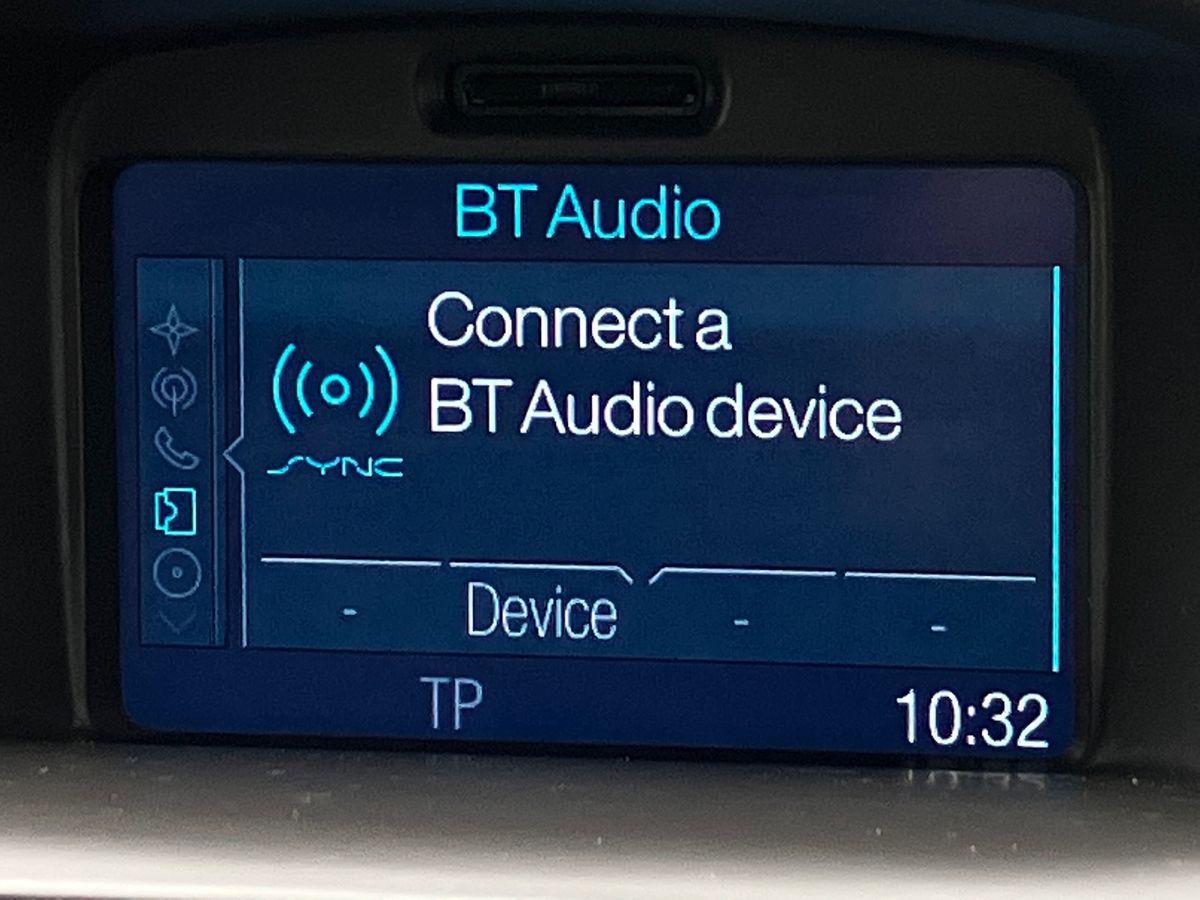 BT Audio
Connect a
BT Audio device
SYNC
- Device - -
TP 10:32